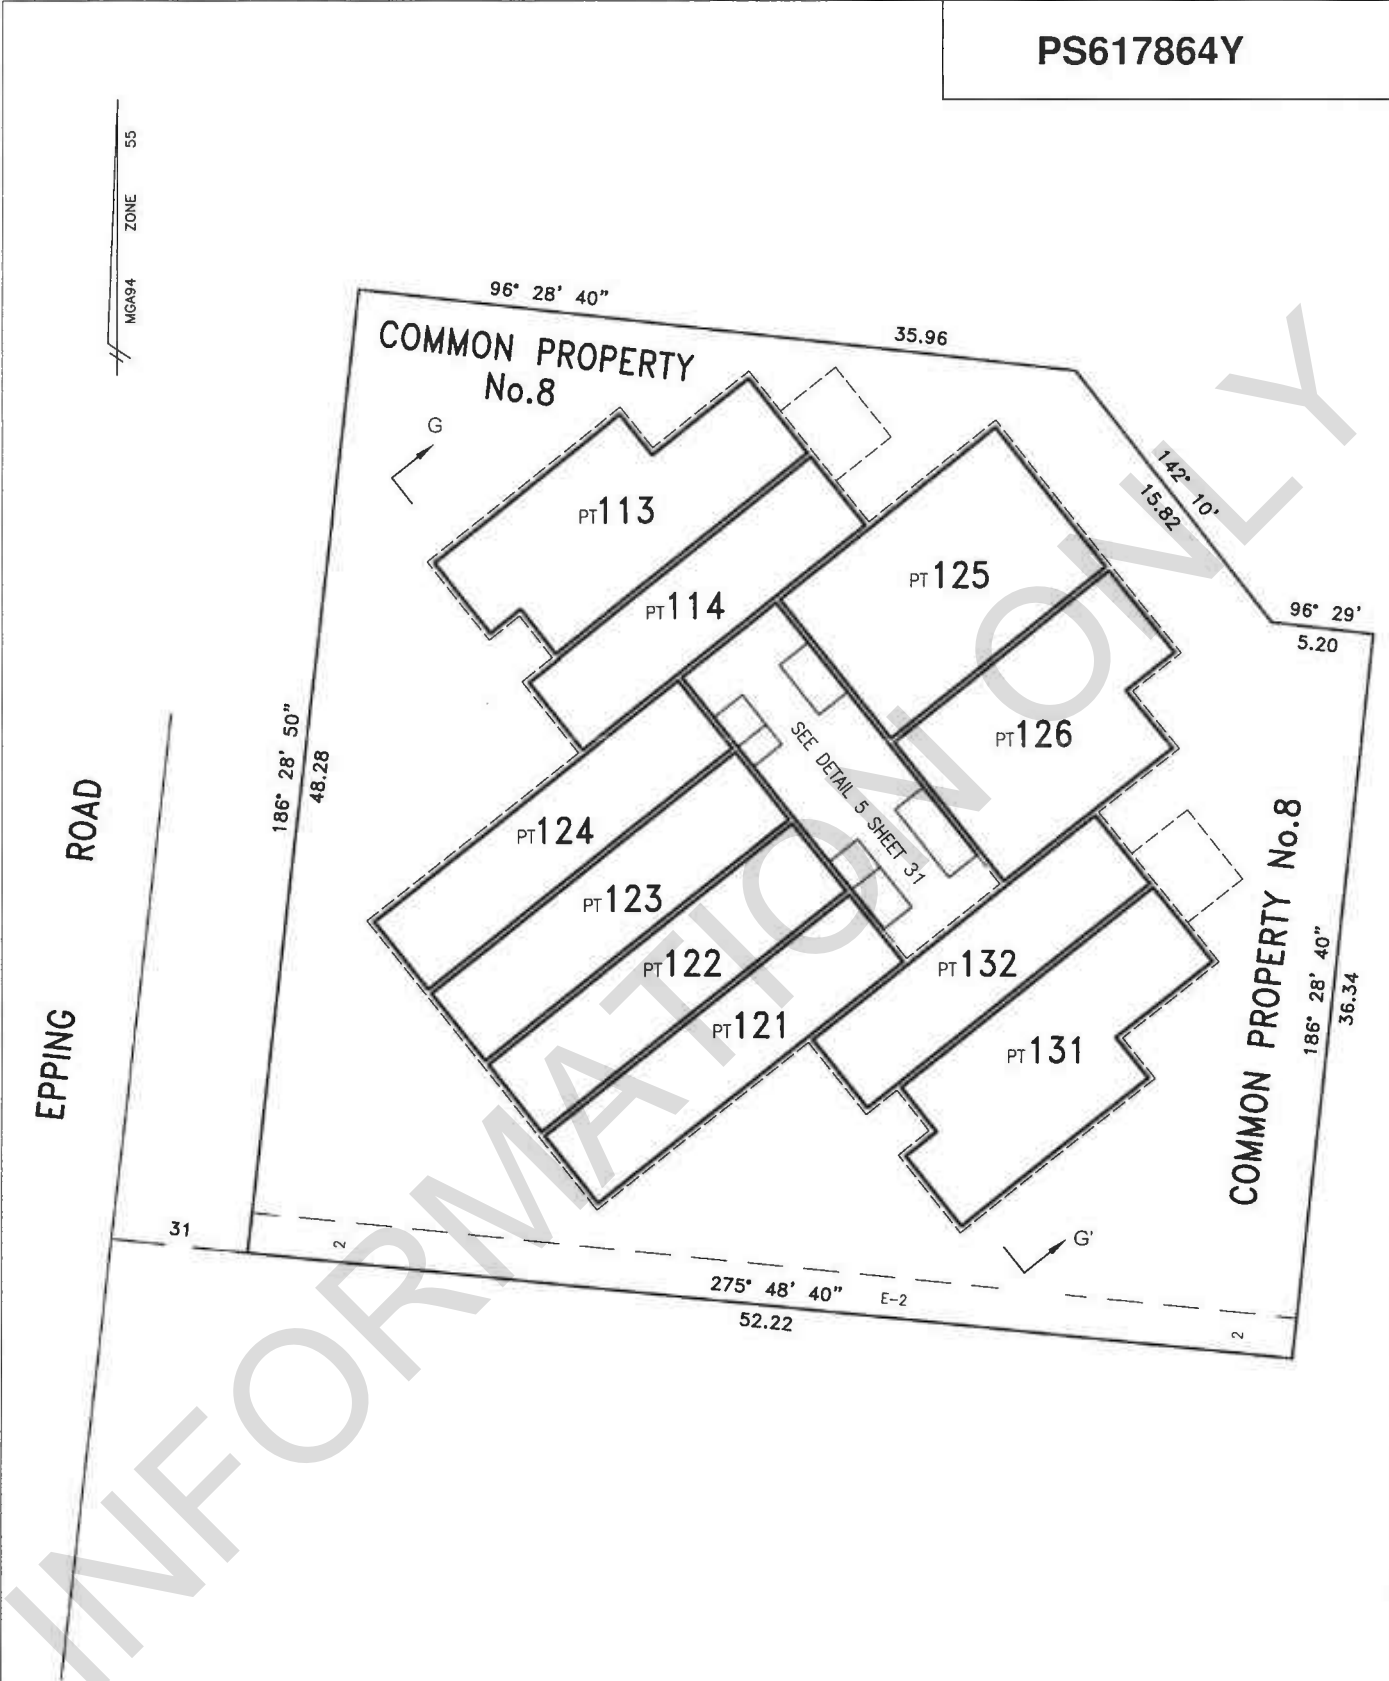 PS617864Y
MGA94 ZONE 55
96° 28' 40"
35.96
COMMON PROPERTY
No.8
G
142° 10'
15.82
96° 29'
5.20
PT113
PT114
PT125
PT126
186° 28' 50"
48.28
SEE DETAIL 5 SHEET 31
PT124
PT123
PT122
PT121
PT132
PT131
COMMON PROPERTY No.8
186° 28' 40"
36.34
EPPING ROAD
31
2
275° 48' 40"
52.22
E-2
2
G'
INFORMATION ONLY